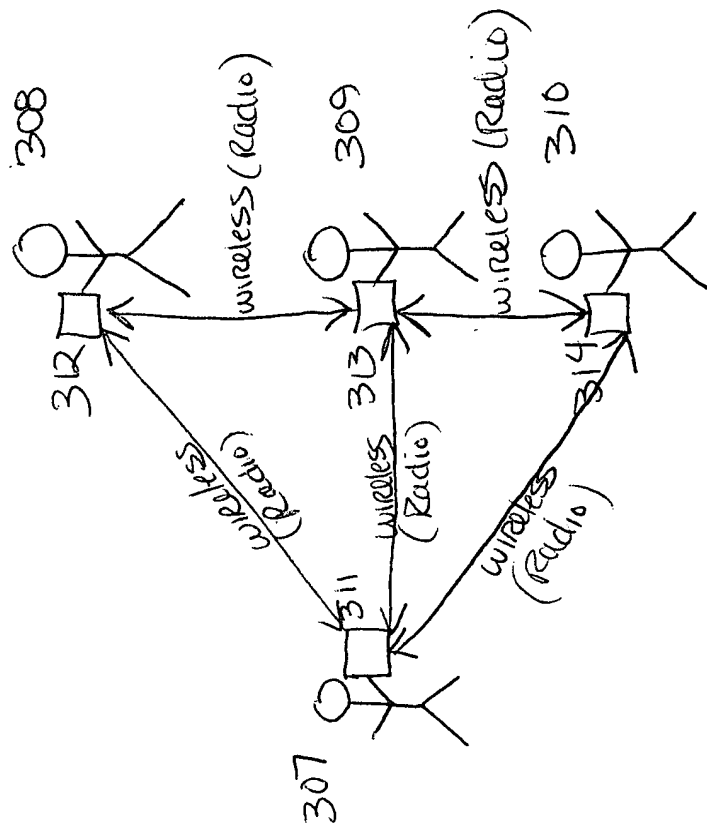 308
312
wireless (Radio)
309
313
wireless (Radio)
310
314
wireless
(Radio)
wireless
(Radio)
wireless
(Radio)
311
307